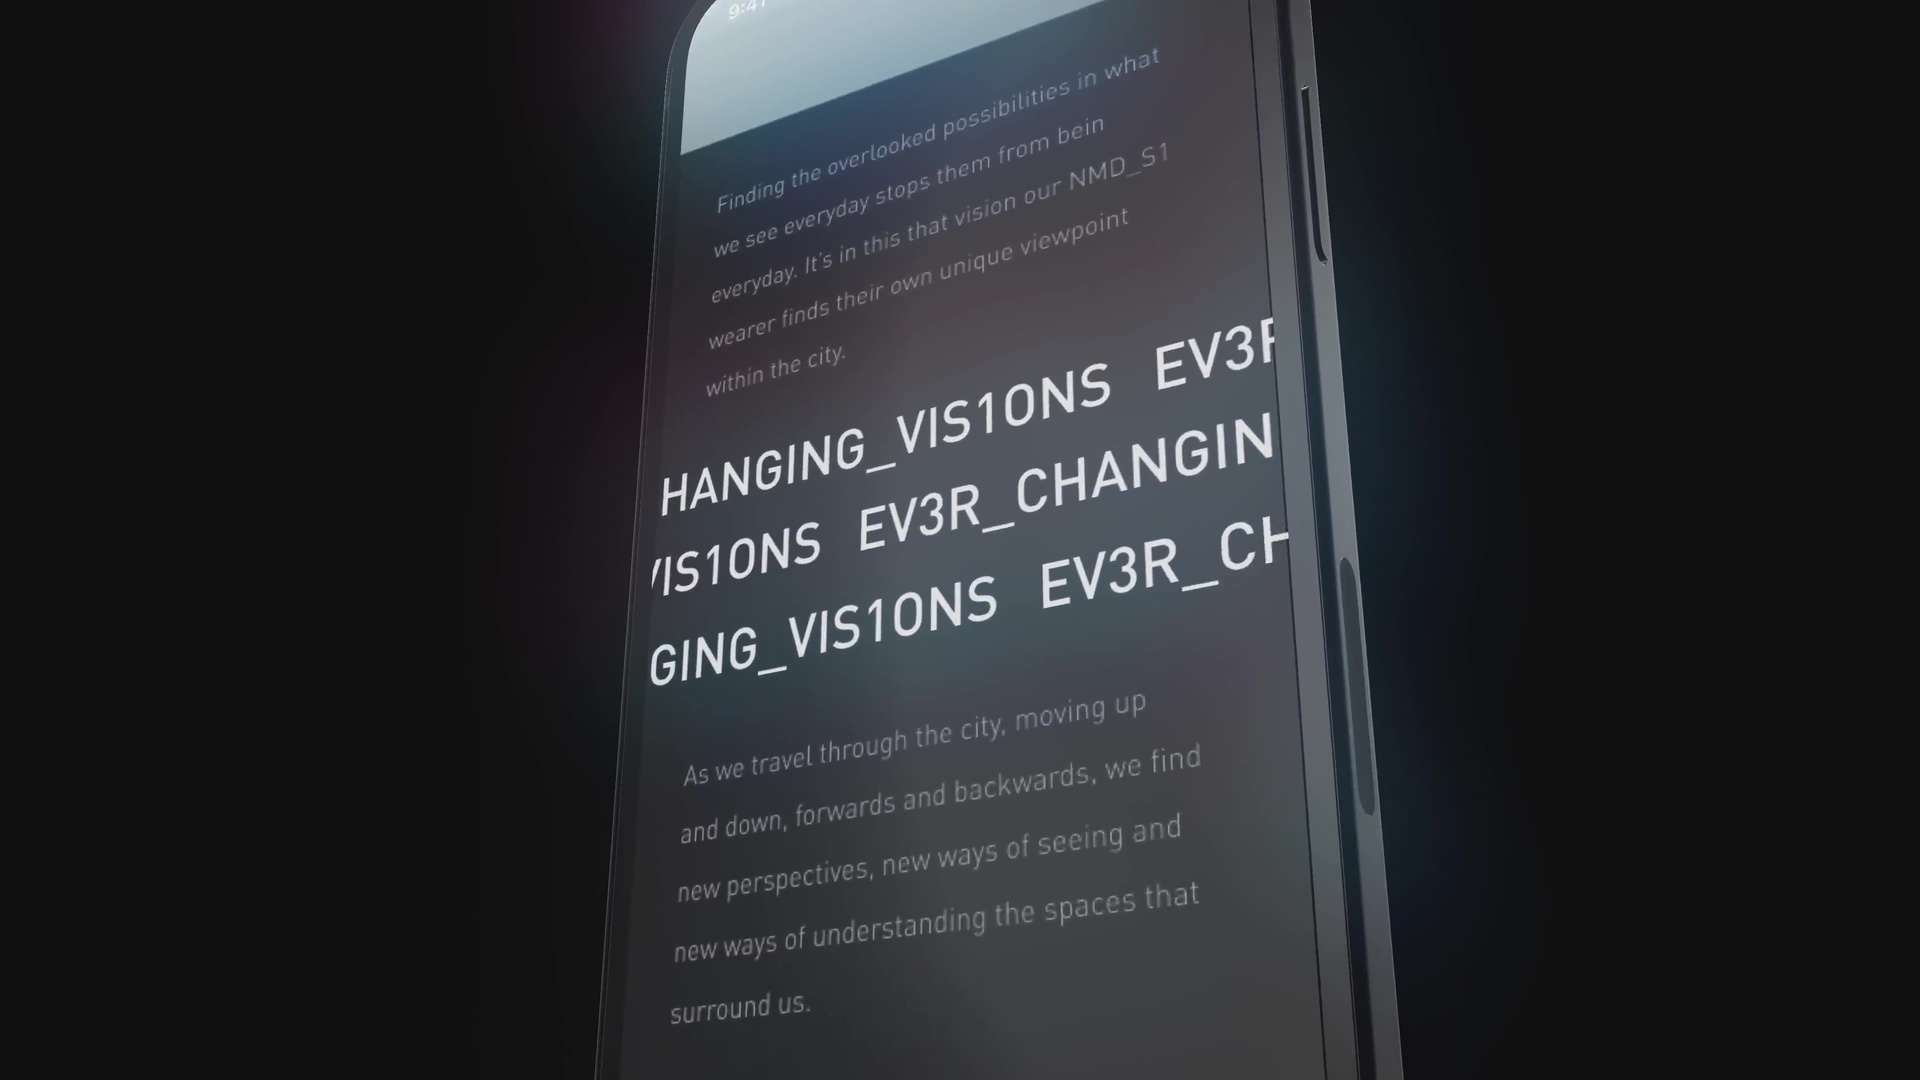 9:41
Finding the overlooked possibilities in what
we see everyday stops them from bein
everyday. It's in this that vision our NMD_S1
wearer finds their own unique viewpoint
within the city.
HANGING_VIS1ONS EV3R
VIS1ONS EV3R_CHANGIN
GING_VIS1ONS EV3R_CH
As we travel through the city, moving up
and down, forwards and backwards, we find
new perspectives, new ways of seeing and
new ways of understanding the spaces that
surround us.